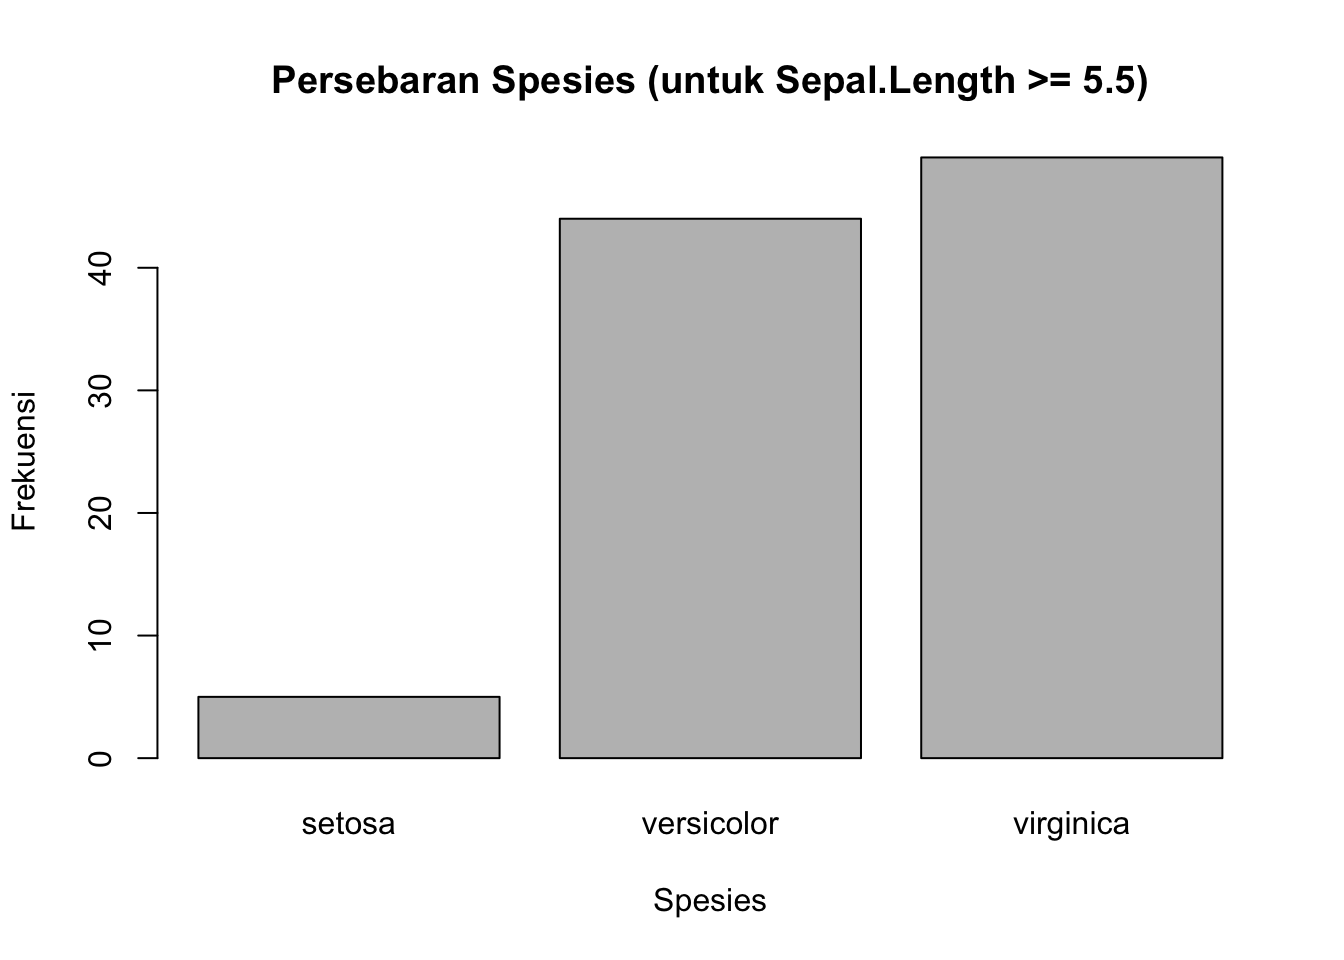 Persebaran Spesies (untuk Sepal.Length >= 5.5)
Frekuensi
40
30
20
10
0
setosa versicolor virginica
Spesies